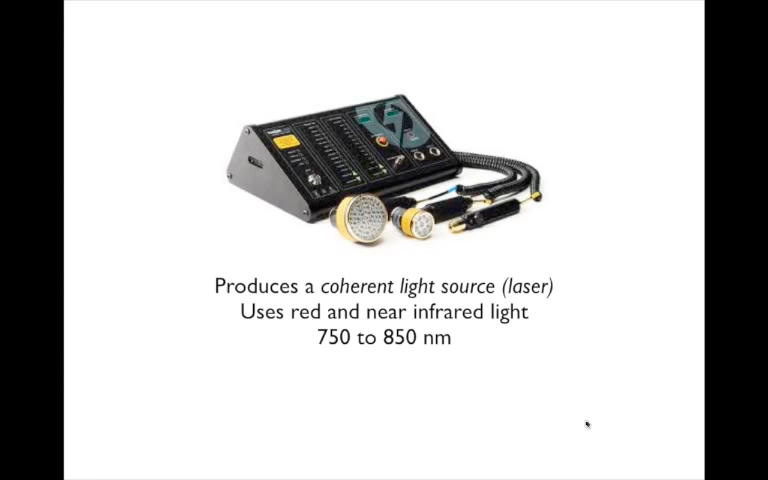 Produces a coherent light source (laser)
Uses red and near infrared light
750 to 850 nm